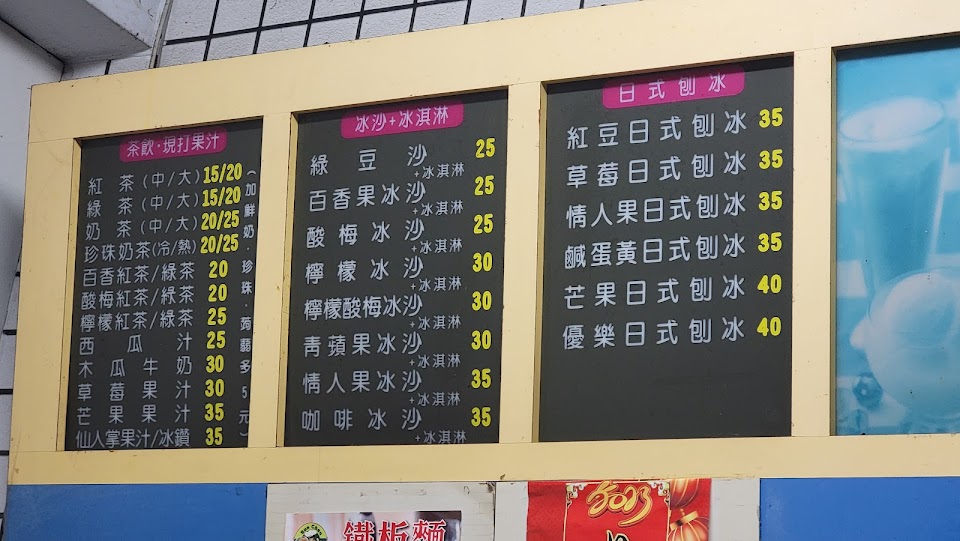 茶飲·現打果汁
紅茶(中/大) 15/20
綠茶(中/大) 15/20
奶茶(中/大) 20/25
珍珠奶茶(冷/熱) 20/25
百香紅茶/綠茶 20
酸梅紅茶/綠茶 20
檸檬紅茶/綠茶 25
西瓜汁 25
木瓜牛奶 30
草莓果汁 30
芒果果汁 35
仙人掌果汁/冰鑽 35
(加鮮奶·珍珠·蒟蒻多5元)
冰沙+冰淇淋
綠豆沙 25
+冰淇淋
百香果冰沙 25
+冰淇淋
酸梅冰沙 25
+冰淇淋
檸檬冰沙 30
+冰淇淋
檸檬酸梅冰沙 30
+冰淇淋
青蘋果冰沙 30
+冰淇淋
情人果冰沙 35
+冰淇淋
咖啡冰沙 35
+冰淇淋
日式刨冰
紅豆日式刨冰 35
草莓日式刨冰 35
情人果日式刨冰 35
鹹蛋黃日式刨冰 35
芒果日式刨冰 40
優樂日式刨冰 40
鐵板麵
2023